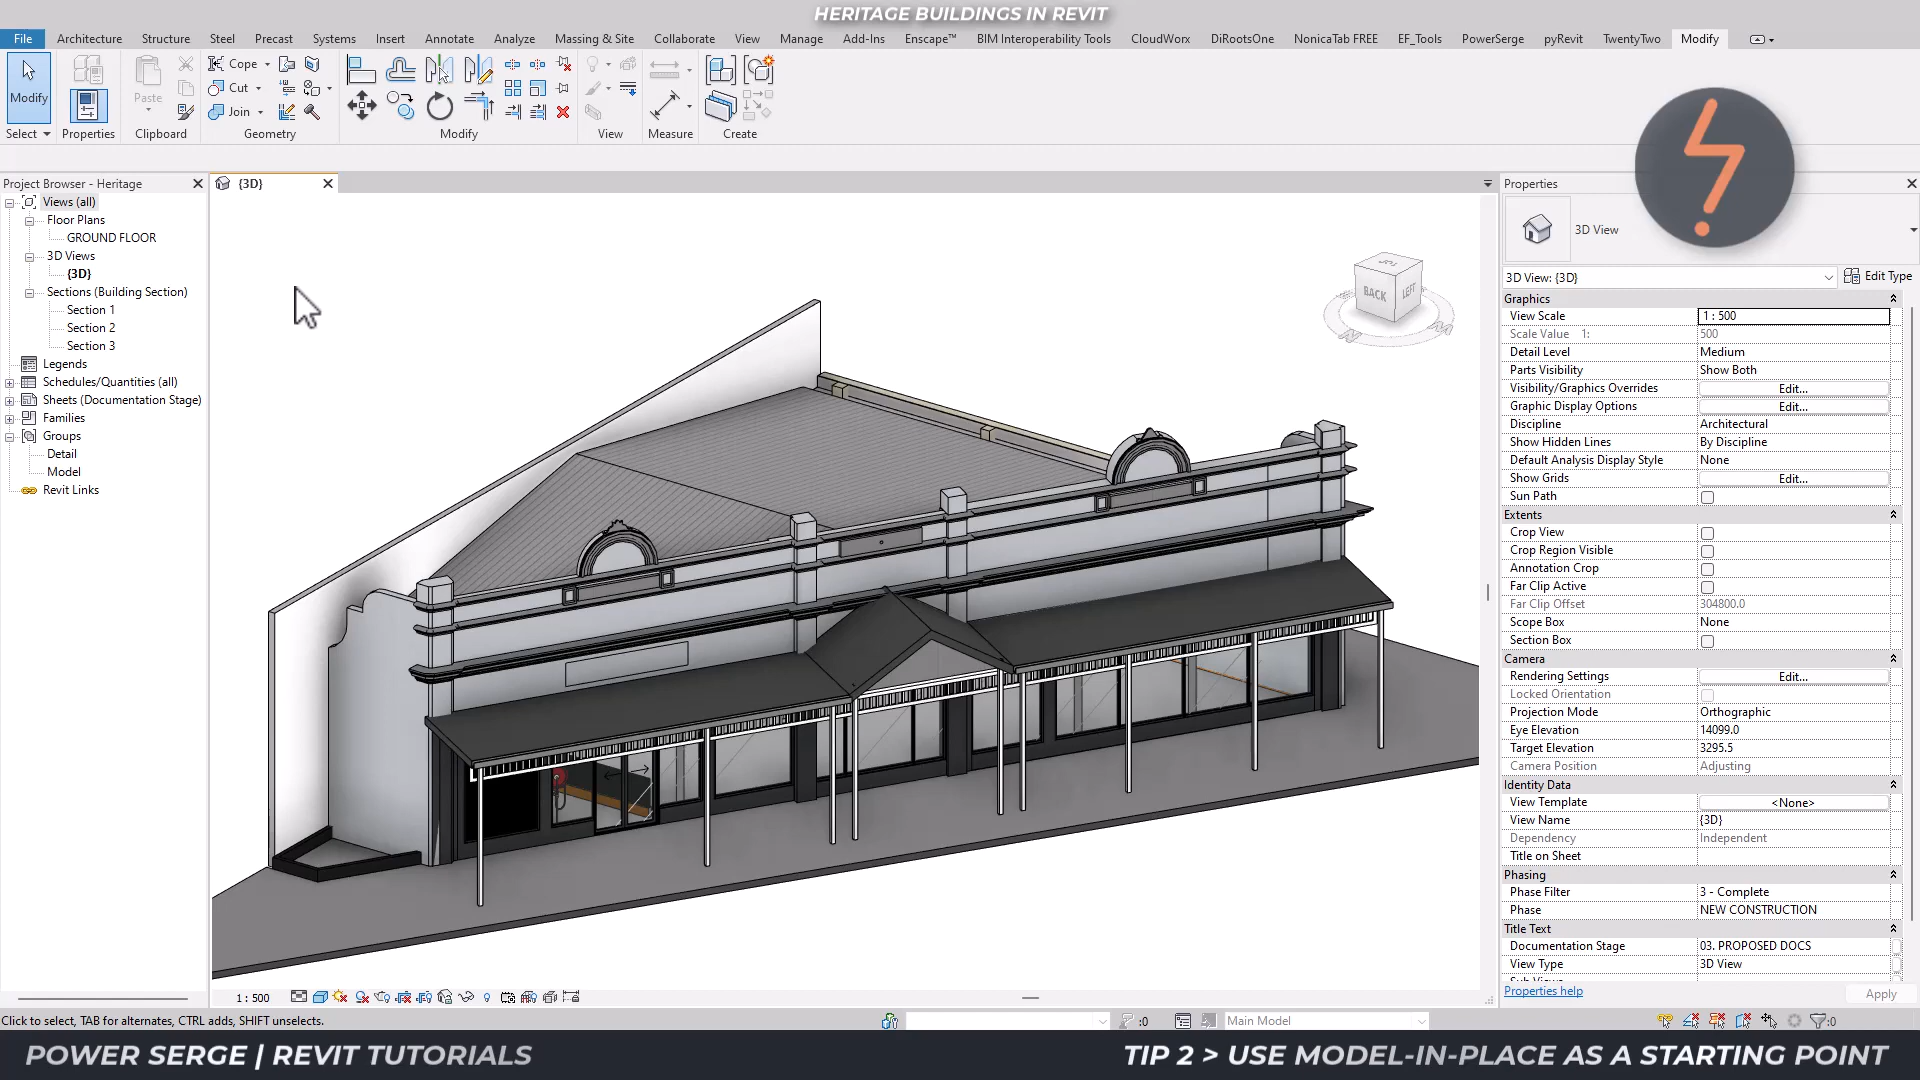 HERITAGE BUILDINGS IN REVIT
File Architecture Structure Steel Precast Systems Insert Annotate Analyze Massing & Site Collaborate View Manage Add-Ins Enscape™ BIM Interoperability Tools CloudWorx DiRootsOne NonicaTab FREE EF_Tools PowerSerge pyRevit TwentyTwo Modify
Modify
Paste
Cope
Cut
Join
Select Properties Clipboard Geometry Modify View Measure Create
Project Browser - Heritage
Views (all)
Floor Plans
GROUND FLOOR
3D Views
{3D}
Sections (Building Section)
Section 1
Section 2
Section 3
Legends
Schedules/Quantities (all)
Sheets (Documentation Stage)
Families
Groups
Detail
Model
Revit Links
{3D}
BACK
LEFT
Properties
3D View
3D View: {3D}
Edit Type
Graphics
View Scale 1 : 500
Scale Value 1: 500
Detail Level Medium
Parts Visibility Show Both
Visibility/Graphics Overrides Edit...
Graphic Display Options Edit...
Discipline Architectural
Show Hidden Lines By Discipline
Default Analysis Display Style None
Show Grids Edit...
Sun Path
Extents
Crop View
Crop Region Visible
Annotation Crop
Far Clip Active
Far Clip Offset 304800.0
Scope Box None
Section Box
Camera
Rendering Settings Edit...
Locked Orientation
Projection Mode Orthographic
Eye Elevation 14099.0
Target Elevation 3295.5
Camera Position Adjusting
Identity Data
View Template <None>
View Name {3D}
Dependency Independent
Title on Sheet
Phasing
Phase Filter 3 - Complete
Phase NEW CONSTRUCTION
Title Text
Documentation Stage 03. PROPOSED DOCS
View Type 3D View
Properties help
Apply
1 : 500
Click to select, TAB for alternates, CTRL adds, SHIFT unselects.
:0
Main Model
:0
POWER SERGE | REVIT TUTORIALS
TIP 2 > USE MODEL-IN-PLACE AS A STARTING POINT